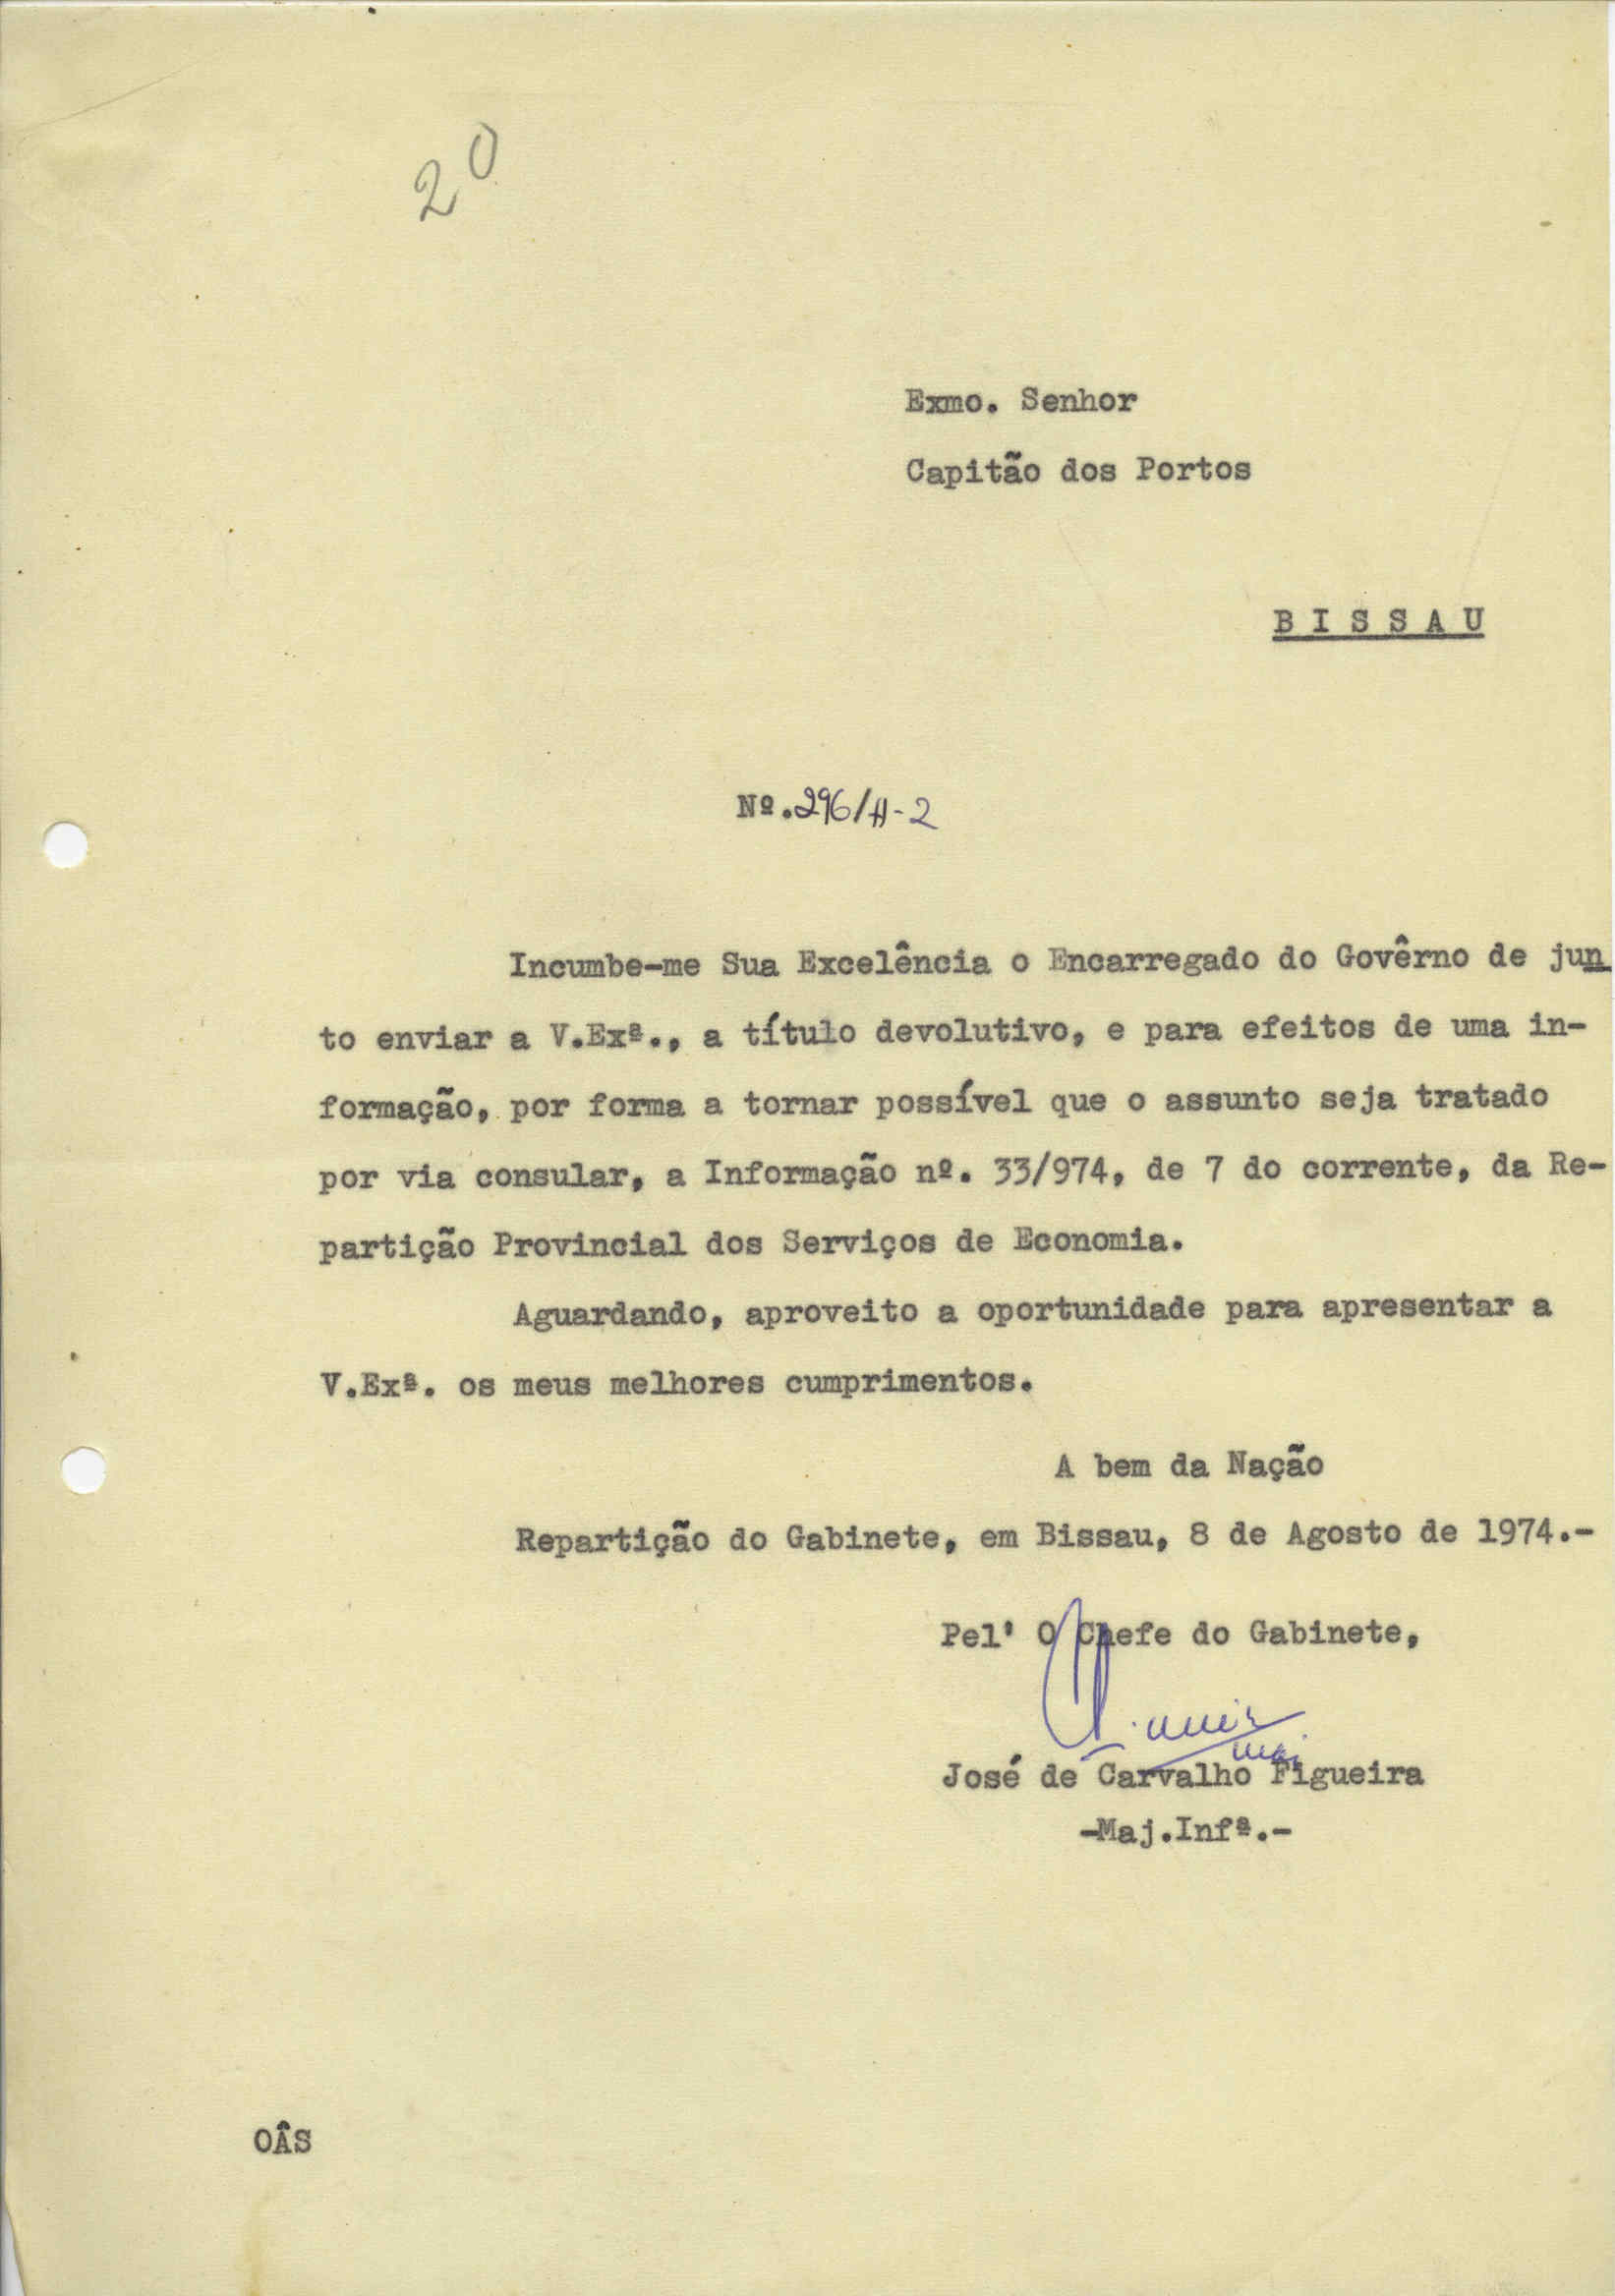 20
Exmo. Senhor
Capitão dos Portos
B I S S A U
Nº.296/A-2
Incumbe-me Sua Excelência o Encarregado do Govêrno de jun
to enviar a V.Exª., a título devolutivo, e para efeitos de uma in-
formação, por forma a tornar possível que o assunto seja tratado
por via consular, a Informação nº. 33/974, de 7 do corrente, da Re-
partição Provincial dos Serviços de Economia.
Aguardando, aproveito a oportunidade para apresentar a
V.Exª. os meus melhores cumprimentos.
A bem da Nação
Repartição do Gabinete, em Bissau, 8 de Agosto de 1974.-
Pel' O Chefe do Gabinete,
José de Carvalho Figueira
-Maj.Infª.-
OÂS